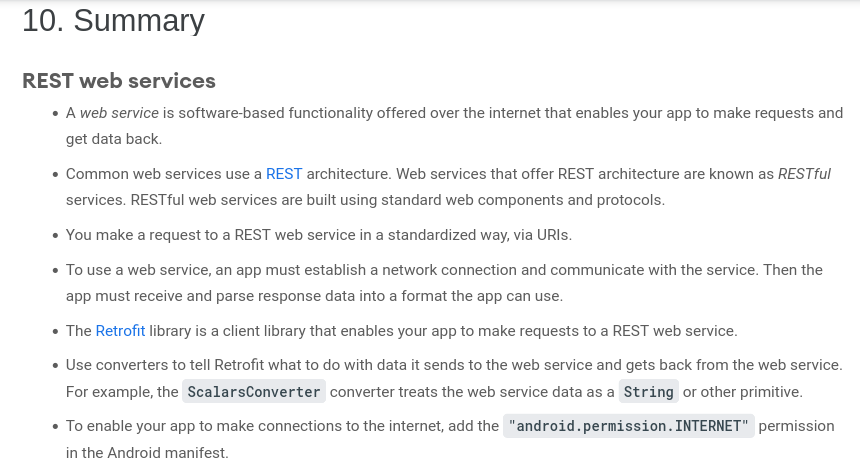 10. Summary
REST web services
• A web service is software-based functionality offered over the internet that enables your app to make requests and
get data back.
• Common web services use a REST architecture. Web services that offer REST architecture are known as RESTful
services. RESTful web services are built using standard web components and protocols.
• You make a request to a REST web service in a standardized way, via URIs.
• To use a web service, an app must establish a network connection and communicate with the service. Then the
app must receive and parse response data into a format the app can use.
• The Retrofit library is a client library that enables your app to make requests to a REST web service.
• Use converters to tell Retrofit what to do with data it sends to the web service and gets back from the web service.
For example, the ScalarsConverter converter treats the web service data as a String or other primitive.
• To enable your app to make connections to the internet, add the "android.permission.INTERNET" permission
in the Android manifest.